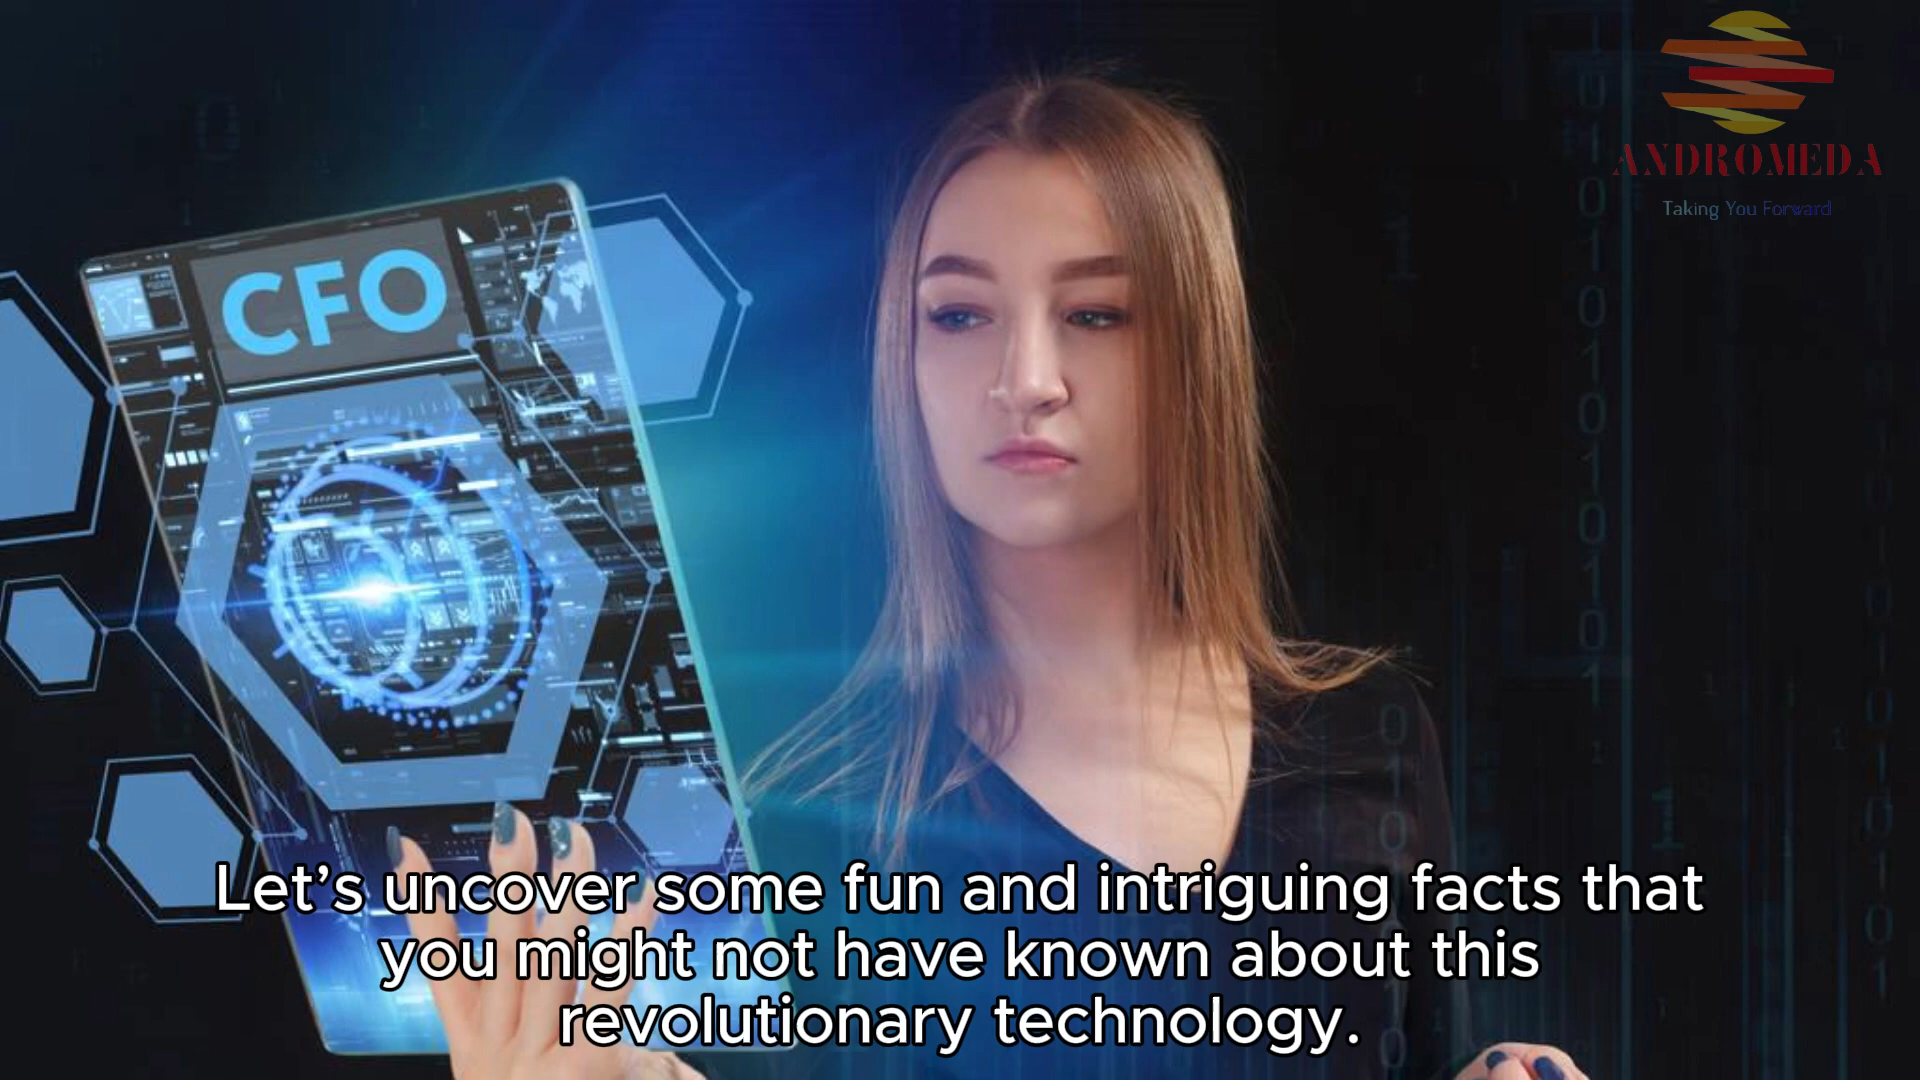 ANDROMEDA
Taking You Forward
CFO
Let’s uncover some fun and intriguing facts that
you might not have known about this
revolutionary technology.